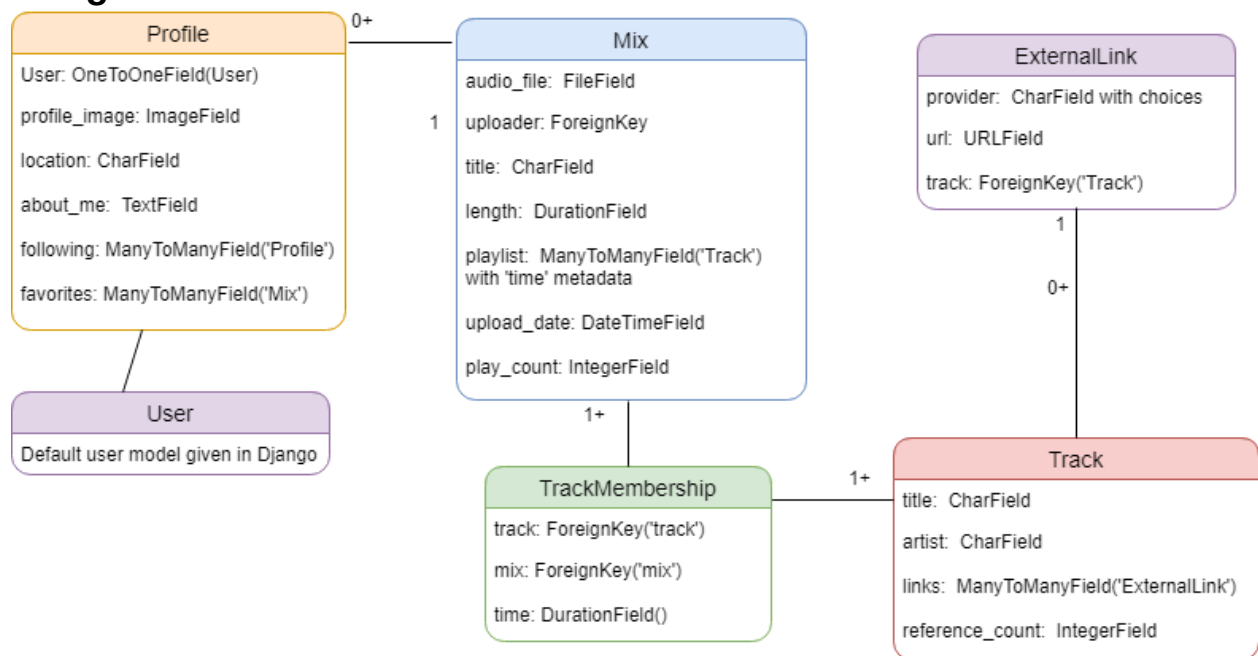 Profile
User: OneToOneField(User)
profile_image: ImageField
location: CharField
about_me: TextField
following: ManyToManyField('Profile')
favorites: ManyToManyField('Mix')
0+
1
Mix
audio_file: FileField
uploader: ForeignKey
title: CharField
length: DurationField
playlist: ManyToManyField('Track')
with 'time' metadata
upload_date: DateTimeField
play_count: IntegerField
ExternalLink
provider: CharField with choices
url: URLField
track: ForeignKey('Track')
1
0+
User
Default user model given in Django
1+
TrackMembership
track: ForeignKey('track')
mix: ForeignKey('mix')
time: DurationField()
1+
Track
title: CharField
artist: CharField
links: ManyToManyField('ExternalLink')
reference_count: IntegerField